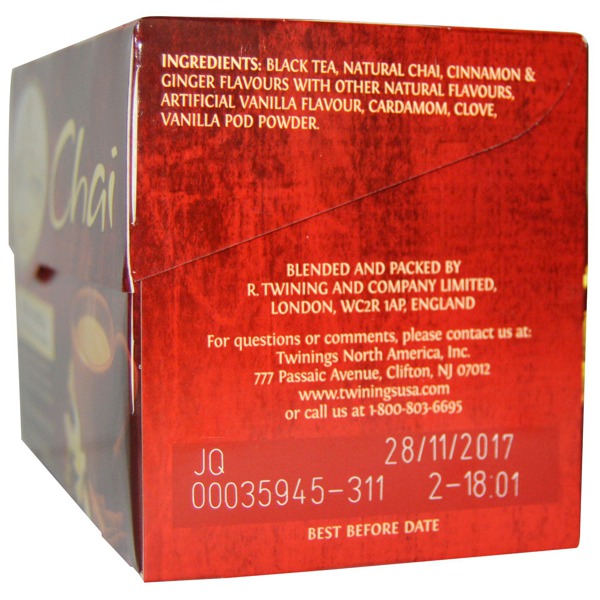 Chai
INGREDIENTS: BLACK TEA, NATURAL CHAI, CINNAMON &
GINGER FLAVOURS WITH OTHER NATURAL FLAVOURS,
ARTIFICIAL VANILLA FLAVOUR, CARDAMOM, CLOVE,
VANILLA POD POWDER.
BLENDED AND PACKED BY
R. TWINING AND COMPANY LIMITED,
LONDON, WC2R 1AP, ENGLAND
For questions or comments, please contact us at:
Twinings North America, Inc.
777 Passaic Avenue, Clifton, NJ 07012
www.twiningsusa.com
or call us at 1-800-803-6695
JQ 28/11/2017
00035945-311 2-18:01
BEST BEFORE DATE